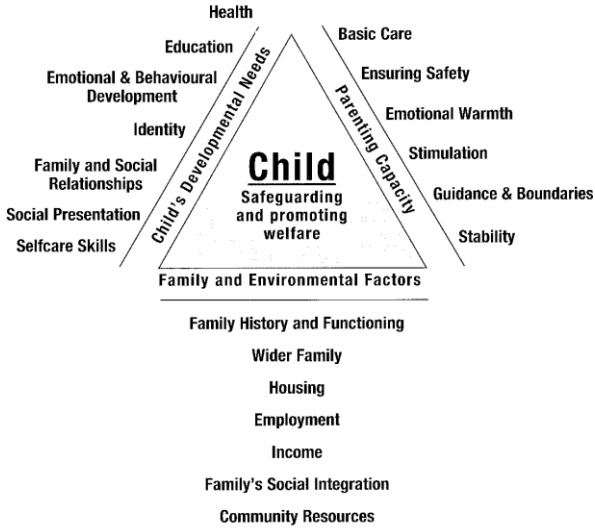 Health
Education
Emotional & Behavioural
Development
Identity
Family and Social
Relationships
Social Presentation
Selfcare Skills
Child's Developmental Needs
Basic Care
Ensuring Safety
Emotional Warmth
Stimulation
Guidance & Boundaries
Stability
Parenting Capacity
Child
Safeguarding
and promoting
welfare
Family and Environmental Factors
Family History and Functioning
Wider Family
Housing
Employment
Income
Family's Social Integration
Community Resources